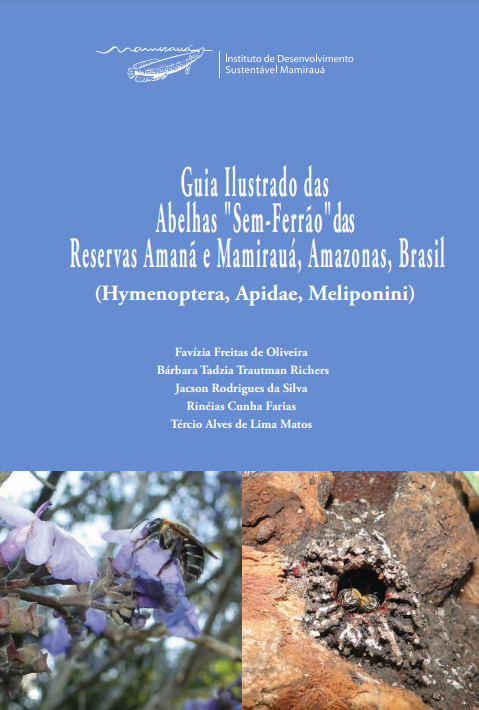 Mamirauá
Instituto de Desenvolvimento
Sustentável Mamirauá
Guia Ilustrado das
Abelhas "Sem-Ferrão"das
Reservas Amanã e Mamirauá, Amazonas, Brasil
(Hymenoptera, Apidae, Meliponini)
Favízia Freitas de Oliveira
Bárbara Tadzia Trautman Richers
Jacson Rodrigues da Silva
Rinéias Cunha Farias
Tércio Alves de Lima Matos